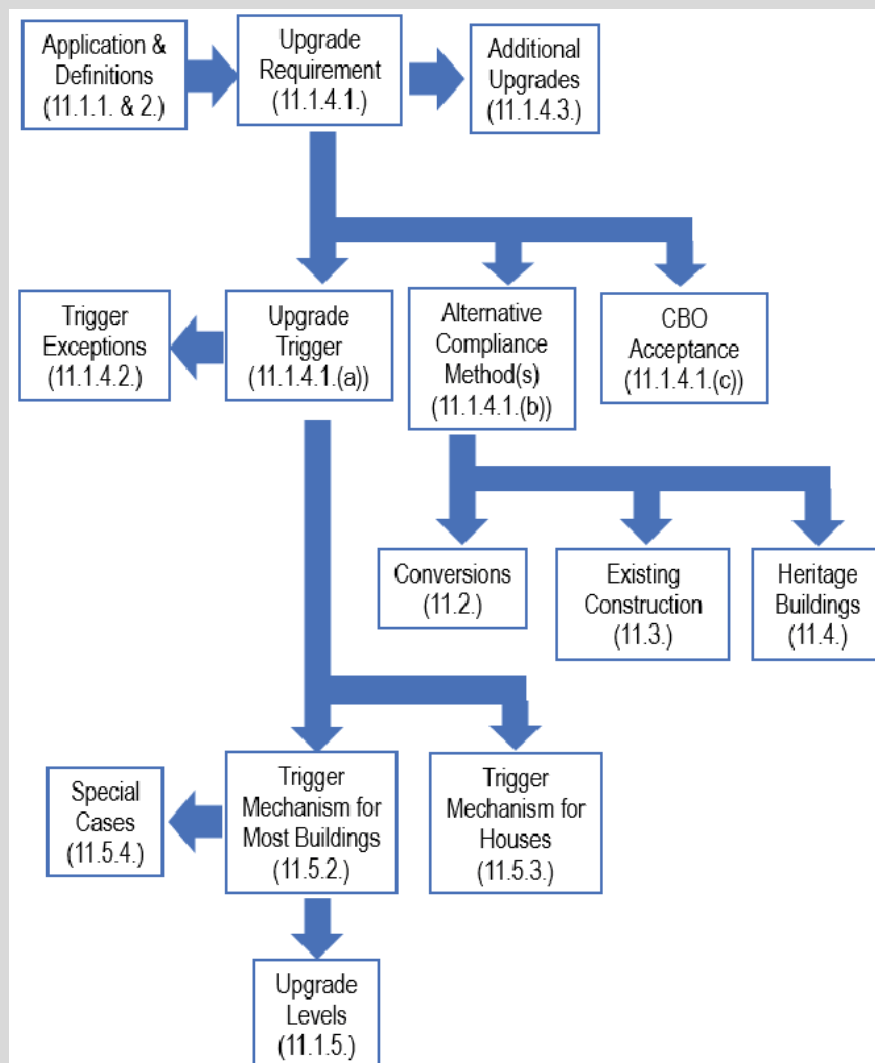 Application &
Definitions
(11.1.1. & 2.)
Upgrade
Requirement
(11.1.4.1.)
Additional
Upgrades
(11.1.4.3.)
Trigger
Exceptions
(11.1.4.2.)
Upgrade
Trigger
(11.1.4.1.(a))
Alternative
Compliance
Method(s)
(11.1.4.1.(b))
CBO
Acceptance
(11.1.4.1.(c))
Conversions
(11.2.)
Existing
Construction
(11.3.)
Heritage
Buildings
(11.4.)
Special
Cases
(11.5.4.)
Trigger
Mechanism for
Most Buildings
(11.5.2.)
Trigger
Mechanism for
Houses
(11.5.3.)
Upgrade
Levels
(11.1.5.)